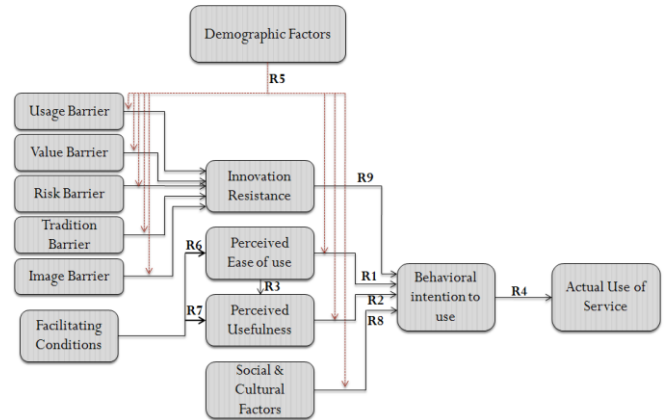 Demographic Factors
R5
Usage Barrier
Value Barrier
Risk Barrier
Tradition
Barrier
Image Barrier
Facilitating
Conditions
Innovation
Resistance
R9
R6
Perceived
Ease of use
R1
R3
R7
Perceived
Usefulness
R2
R8
Social &
Cultural
Factors
Behavioral
intention to
use
R4
Actual Use of
Service